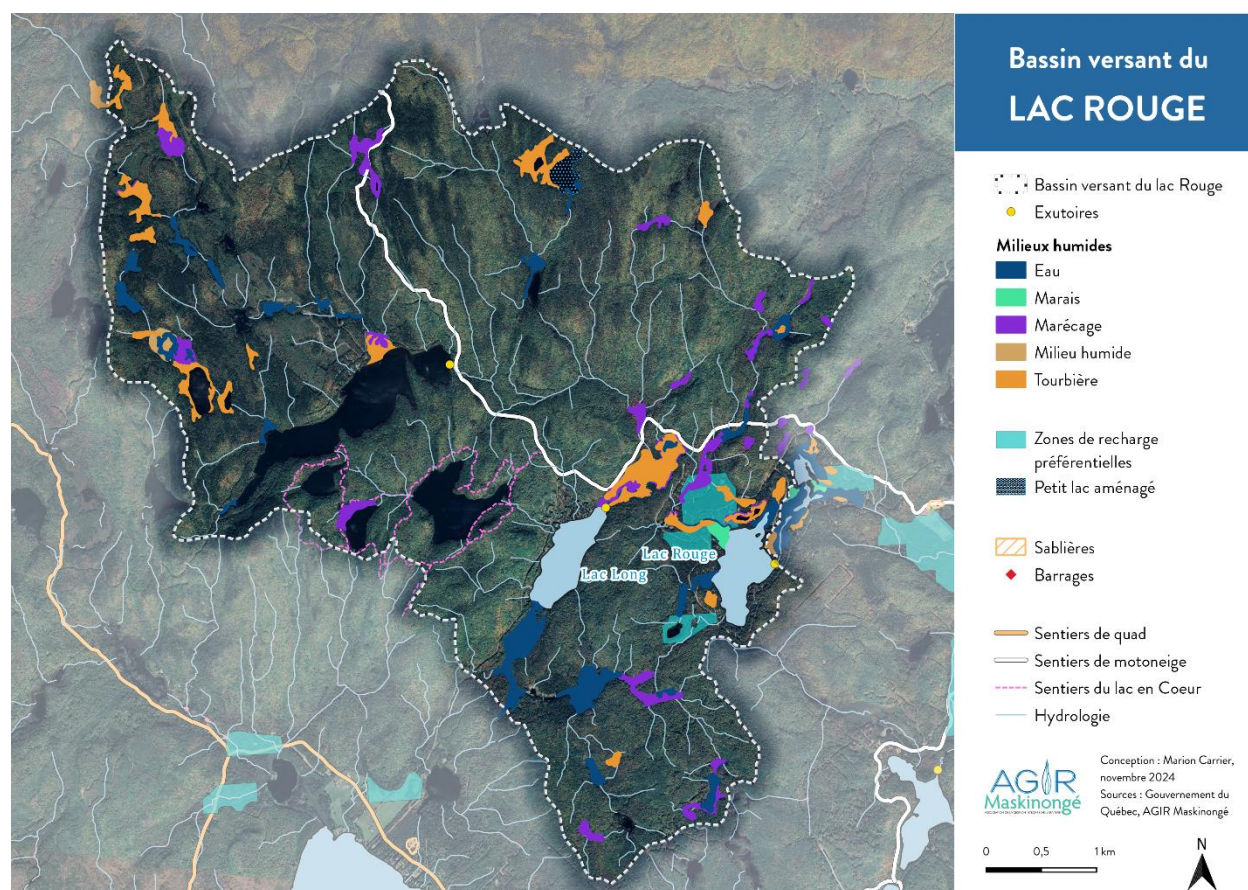 Bassin versant du
LAC ROUGE
Bassin versant du lac Rouge
Exutoires
Milieux humides
Eau
Marais
Marécage
Milieu humide
Tourbière
Zones de recharge
préférentielles
Petit lac aménagé
Sablières
Barrages
Sentiers de quad
Sentiers de motoneige
Sentiers du lac en Coeur
Hydrologie
AGIR
Maskinongé
Conception : Marion Carrier,
novembre 2024
Sources : Gouvernement du
Québec, AGIR Maskinongé
0 0,5 1 km
N
Lac Rouge
Lac Long